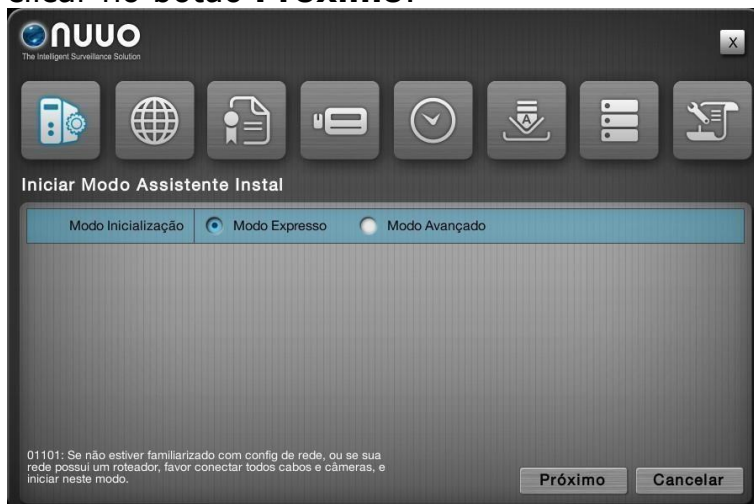 clicar no botão Próximo.
nuuo
The Intelligent Surveillance Solution
X
A
Iniciar Modo Assistente Instal
Modo Inicialização Modo Expresso Modo Avançado
01101: Se não estiver familiarizado com config de rede, ou se sua
rede possui um roteador, favor conectar todos cabos e câmeras, e
iniciar neste modo.
Próximo Cancelar